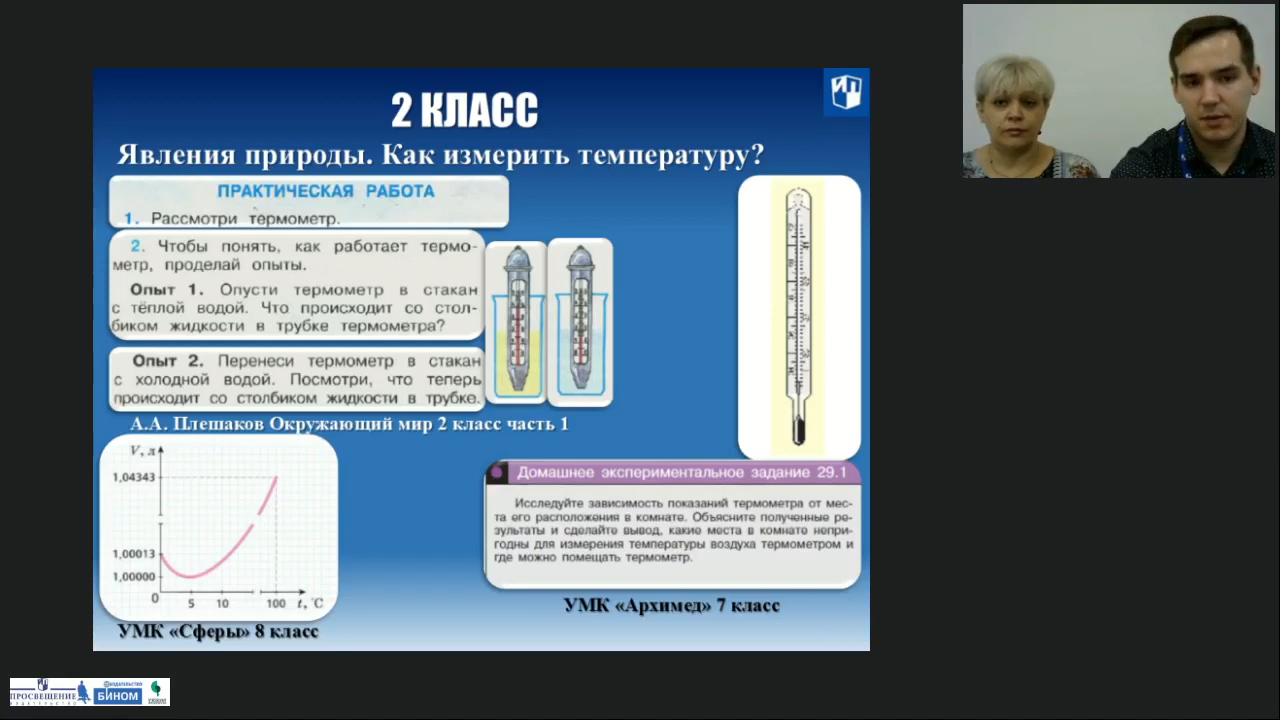 2 КЛАСС
Явления природы. Как измерить температуру?
ПРАКТИЧЕСКАЯ РАБОТА
1. Рассмотри термометр.
2. Чтобы понять, как работает термо-
метр, проделай опыты.
Опыт 1. Опусти термометр в стакан
с тёплой водой. Что происходит со стол-
биком жидкости в трубке термометра?
Опыт 2. Перенеси термометр в стакан
с холодной водой. Посмотри, что теперь
происходит со столбиком жидкости в трубке.
А.А. Плешаков Окружающий мир 2 класс часть 1
V, л
1,04343
1,00013
1,00000
0
5 10 100 t, °C
УМК «Сферы» 8 класс
Домашнее экспериментальное задание 29.1
Исследуйте зависимость показаний термометра от мес-
та его расположения в комнате. Объясните полученные ре-
зультаты и сделайте вывод, какие места в комнате непри-
годны для измерения температуры воздуха термометром и
где можно помещать термометр.
УМК «Архимед» 7 класс
ПРОСВЕЩЕНИЕ
ИЗДАТЕЛЬСТВО
БИНОМ